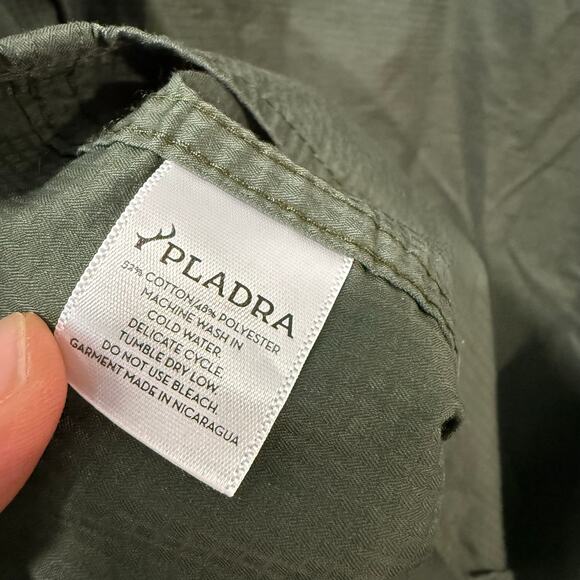 PLADRA
52% COTTON 48% POLYESTER
MACHINE WASH IN
COLD WATER.
DELICATE CYCLE.
TUMBLE DRY LOW.
DO NOT USE BLEACH
GARMENT MADE IN NICARAGUA